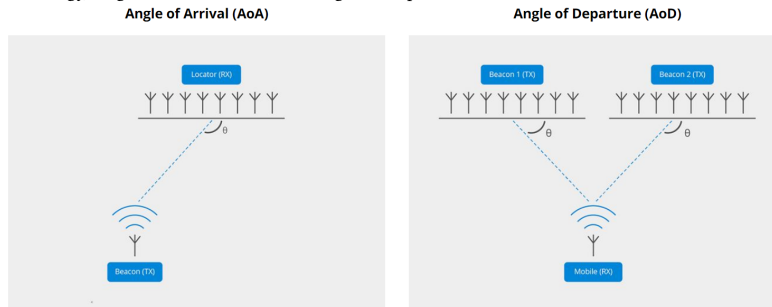 Angle of Arrival (AoA)
Angle of Departure (AoD)
Locator (RX)
θ
Beacon (TX)
Beacon 1 (TX)
Beacon 2 (TX)
θ
θ
Mobile (RX)